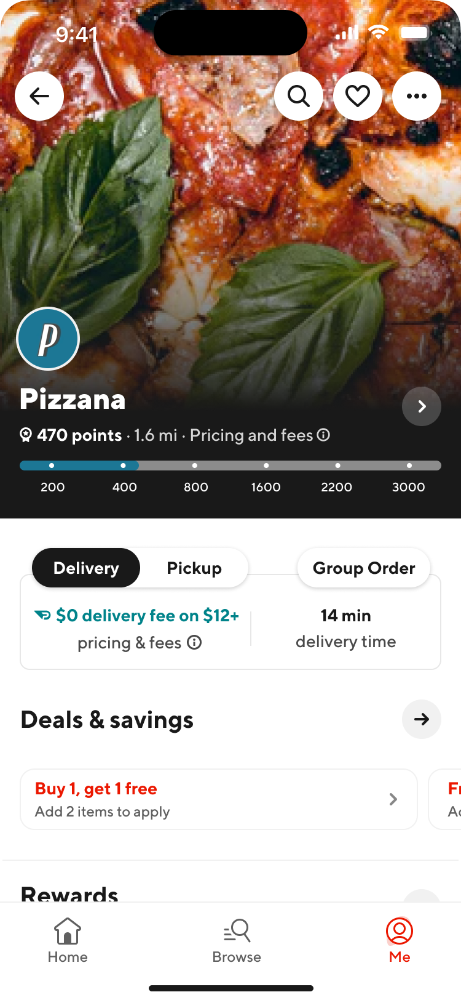 9:41
p
Pizzana
470 points · 1.6 mi · Pricing and fees
200 400 800 1600 2200 3000
Delivery Pickup Group Order
$0 delivery fee on $12+ 14 min
pricing & fees delivery time
Deals & savings
Buy 1, get 1 free
Add 2 items to apply
Rewards
Home Browse Me